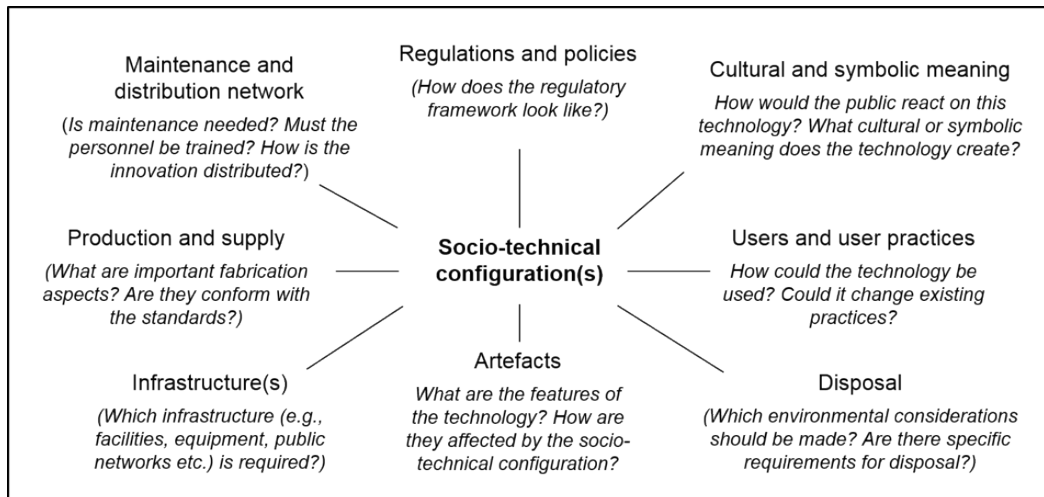 Maintenance and
distribution network
(Is maintenance needed? Must the
personnel be trained? How is the
innovation distributed?)
Regulations and policies
(How does the regulatory
framework look like?)
Cultural and symbolic meaning
How would the public react on this
technology? What cultural or symbolic
meaning does the technology create?
Production and supply
(What are important fabrication
aspects? Are they conform with
the standards?)
Socio-technical
configuration(s)
Users and user practices
How could the technology be
used? Could it change existing
practices?
Infrastructure(s)
(Which infrastructure (e.g.,
facilities, equipment, public
networks etc.) is required?)
Artefacts
What are the features of
the technology? How are
they affected by the socio-
technical configuration?
Disposal
(Which environmental considerations
should be made? Are there specific
requirements for disposal?)